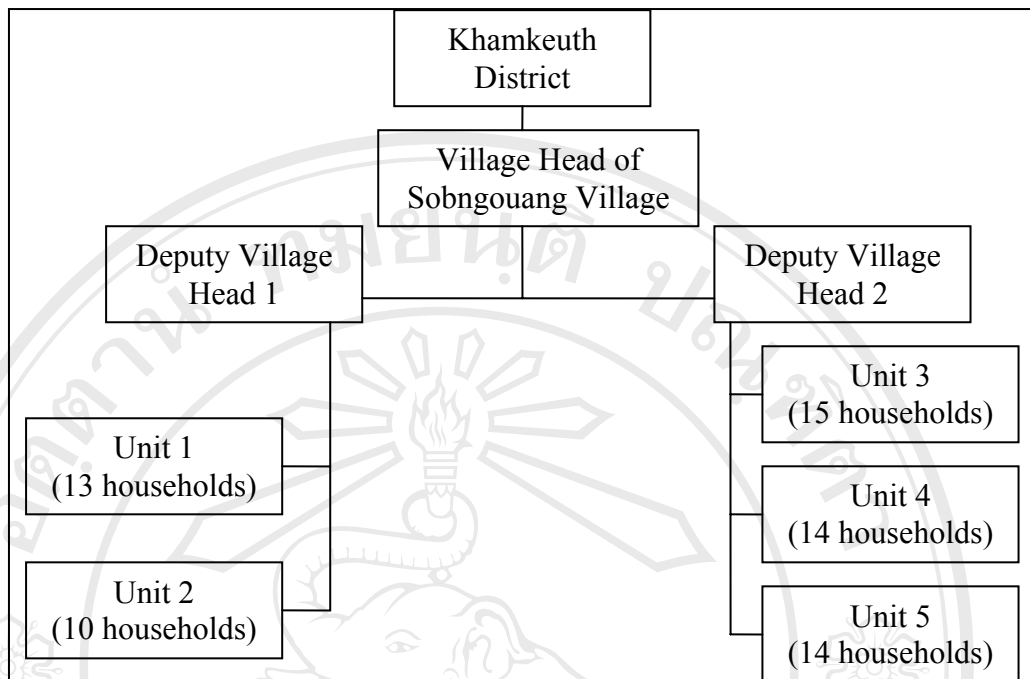 Khamkeuth
District
Village Head of
Sobngouang Village
Deputy Village
Head 1
Deputy Village
Head 2
Unit 1
(13 households)
Unit 2
(10 households)
Unit 3
(15 households)
Unit 4
(14 households)
Unit 5
(14 households)